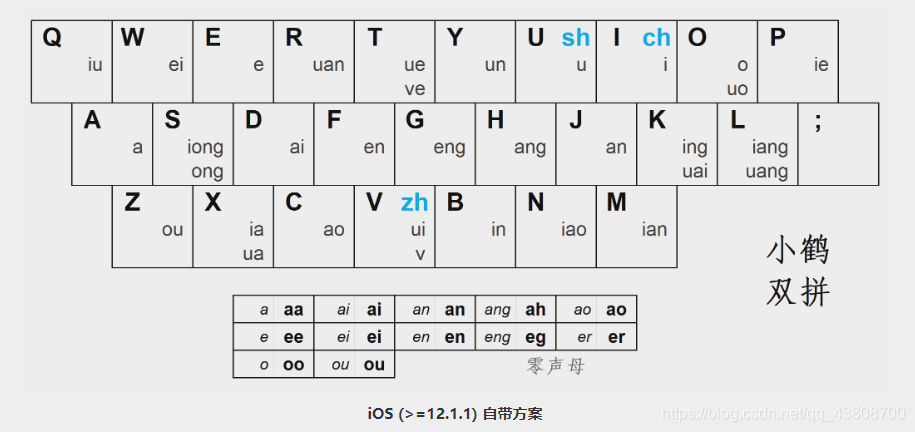 Q W E R T Y U sh I ch O P
iu ei e uan ue un u i o ie
ve uo
A S D F G H J K L ;
a iong ai en eng ang an ing iang
ong uai uang
Z X C V zh B N M
ou ia ao ui in iao ian
ua v
小鹤
双拼
a aa ai ai an an ang ah ao ao
e ee ei ei en en eng eg er er
o oo ou ou 零声母
iOS (>=12.1.1) 自带方案
https://blog.csdn.net/qq_43808700